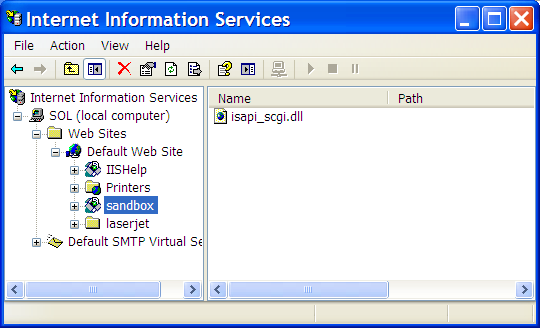 Internet Information Services
File Action View Help
Internet Information Services
SOL (local computer)
Web Sites
Default Web Site
IISHelp
Printers
sandbox
laserjet
Default SMTP Virtual Se
Name Path
isapi_scgi.dll